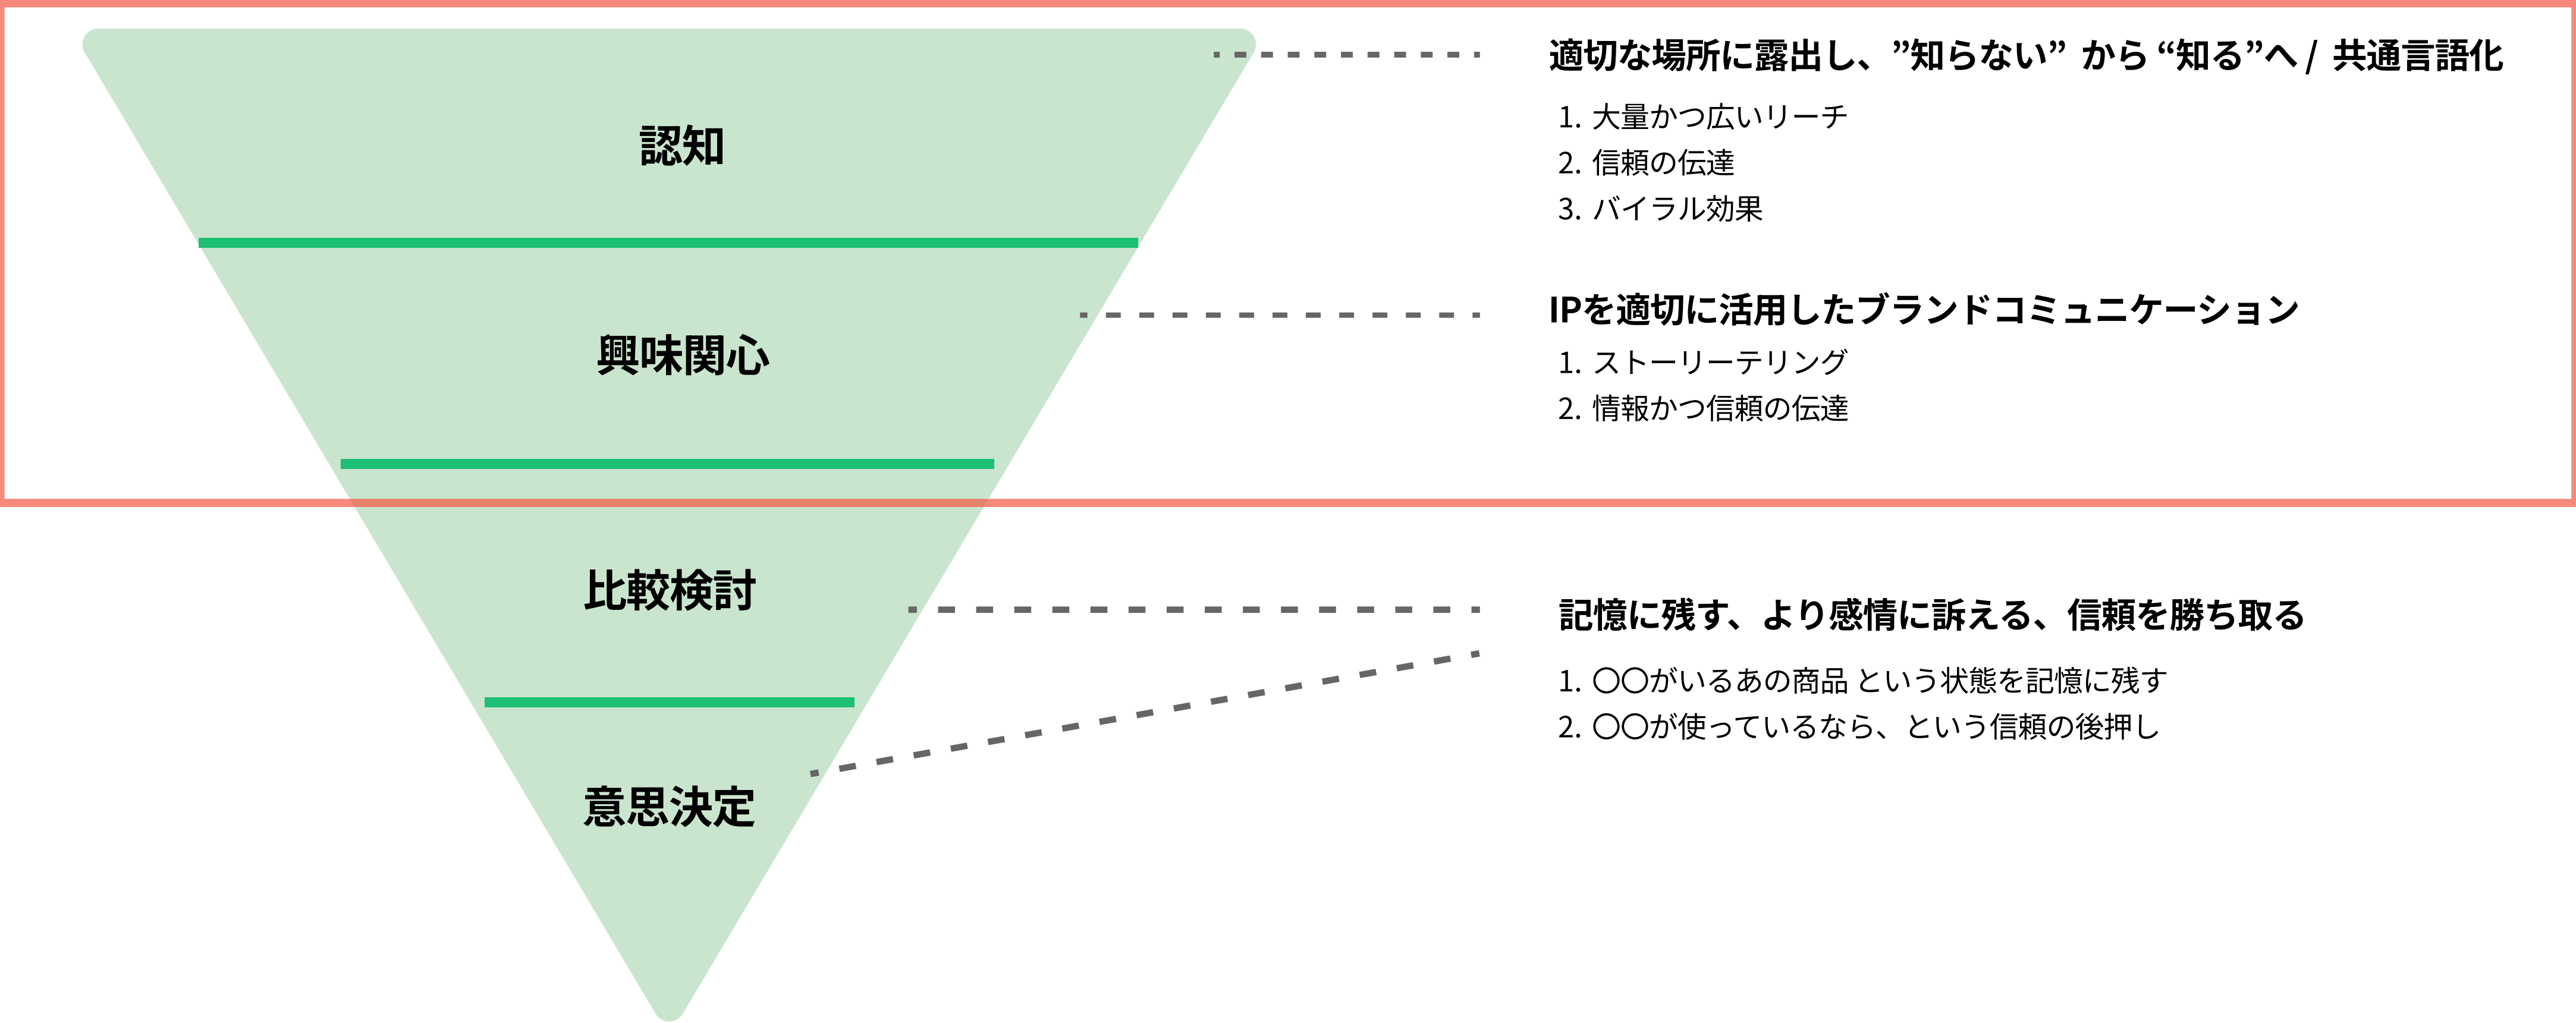 認知
適切な場所に露出し、”知らない” から “知る”へ / 共通言語化
1. 大量かつ広いリーチ
2. 信頼の伝達
3. バイラル効果
興味関心
IPを適切に活用したブランドコミュニケーション
1. ストーリーテリング
2. 情報かつ信頼の伝達
比較検討
記憶に残す、より感情に訴える、信頼を勝ち取る
1. 〇〇がいるあの商品 という状態を記憶に残す
2. 〇〇が使っているなら、という信頼の後押し
意思決定